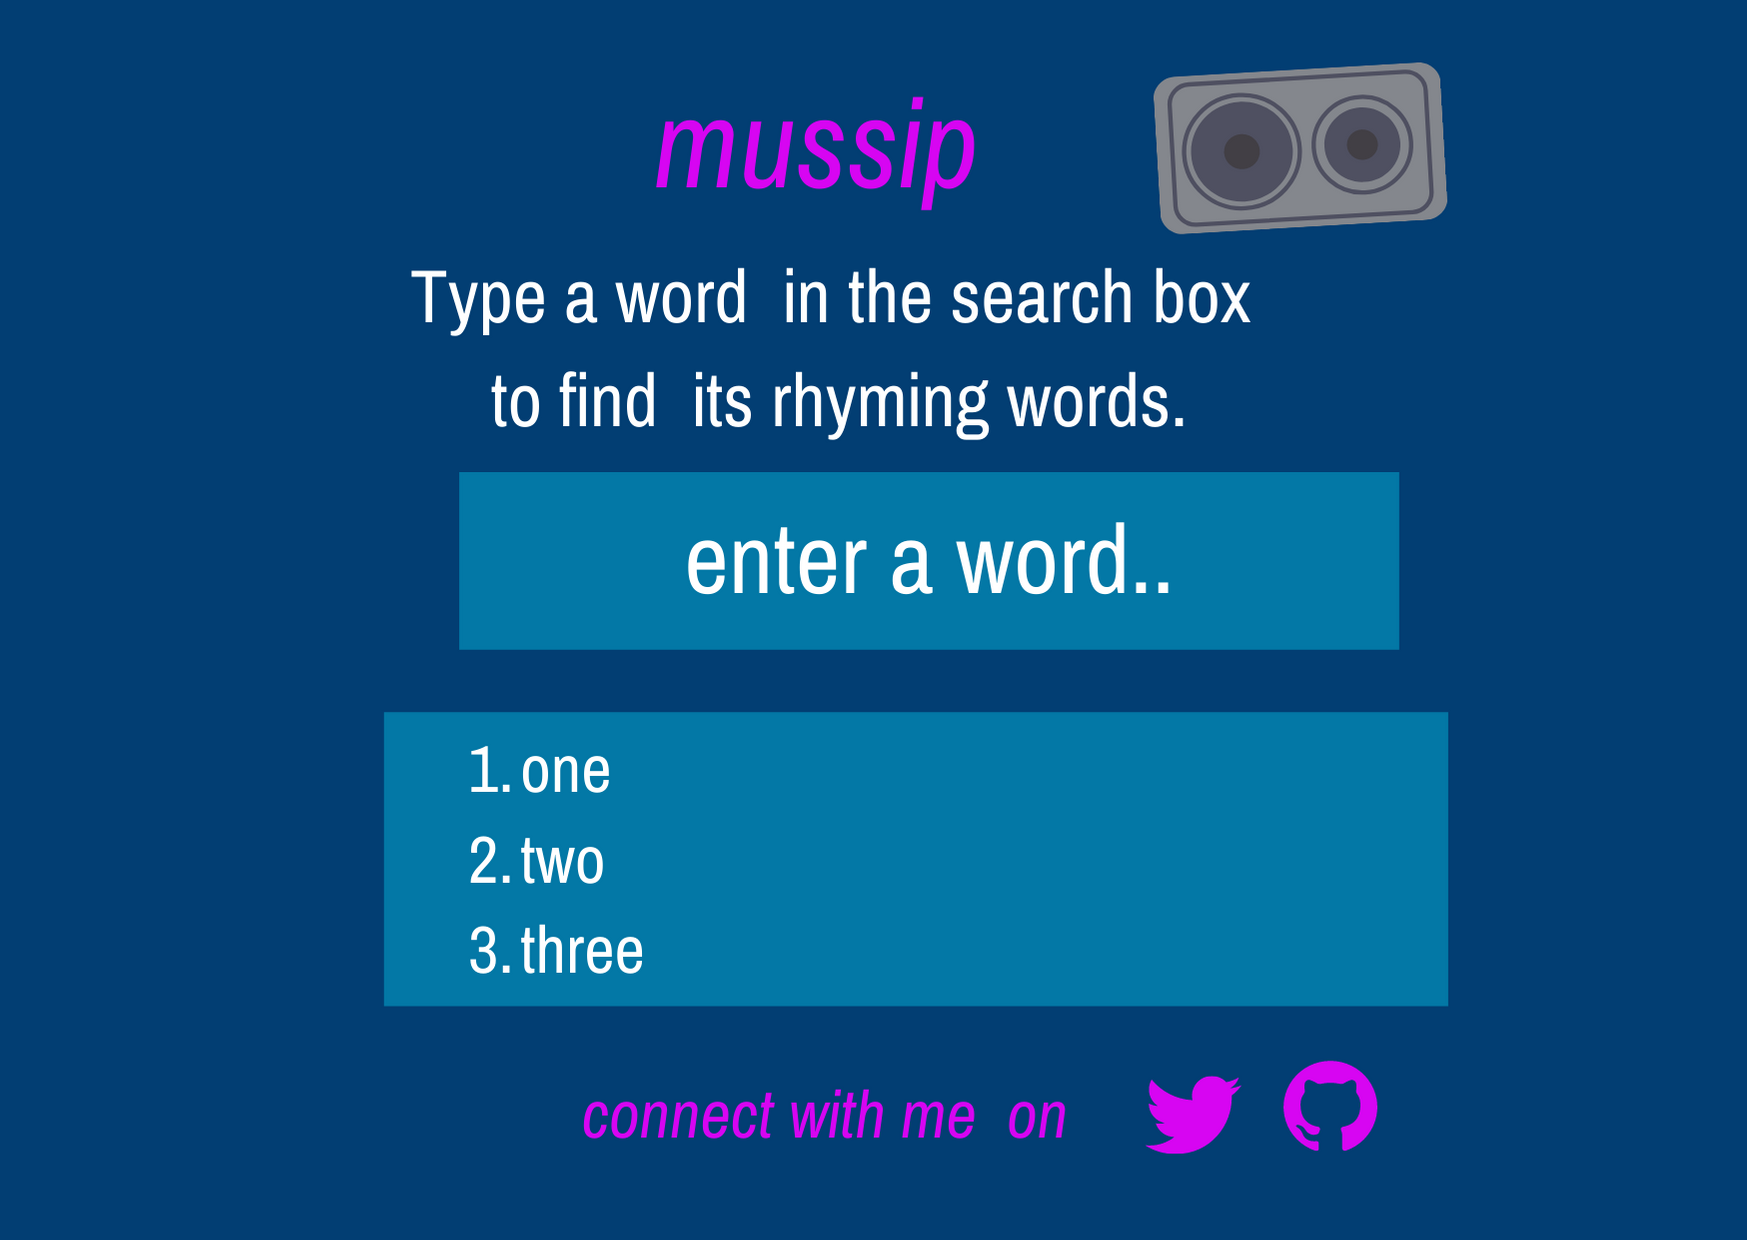 mussip
Type a word in the search box
to find its rhyming words.
enter a word..
1. one
2. two
3. three
connect with me on